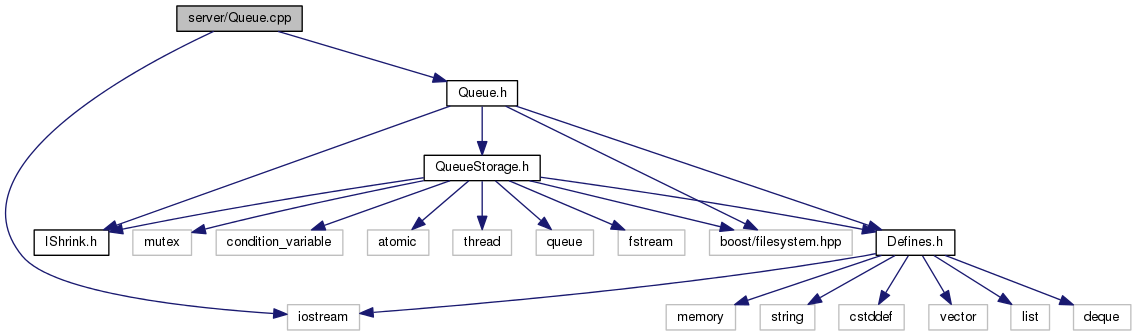 server/Queue.cpp
Queue.h
QueueStorage.h
IShrink.h
mutex
condition_variable
atomic
thread
queue
fstream
boost/filesystem.hpp
Defines.h
iostream
memory
string
cstddef
vector
list
deque